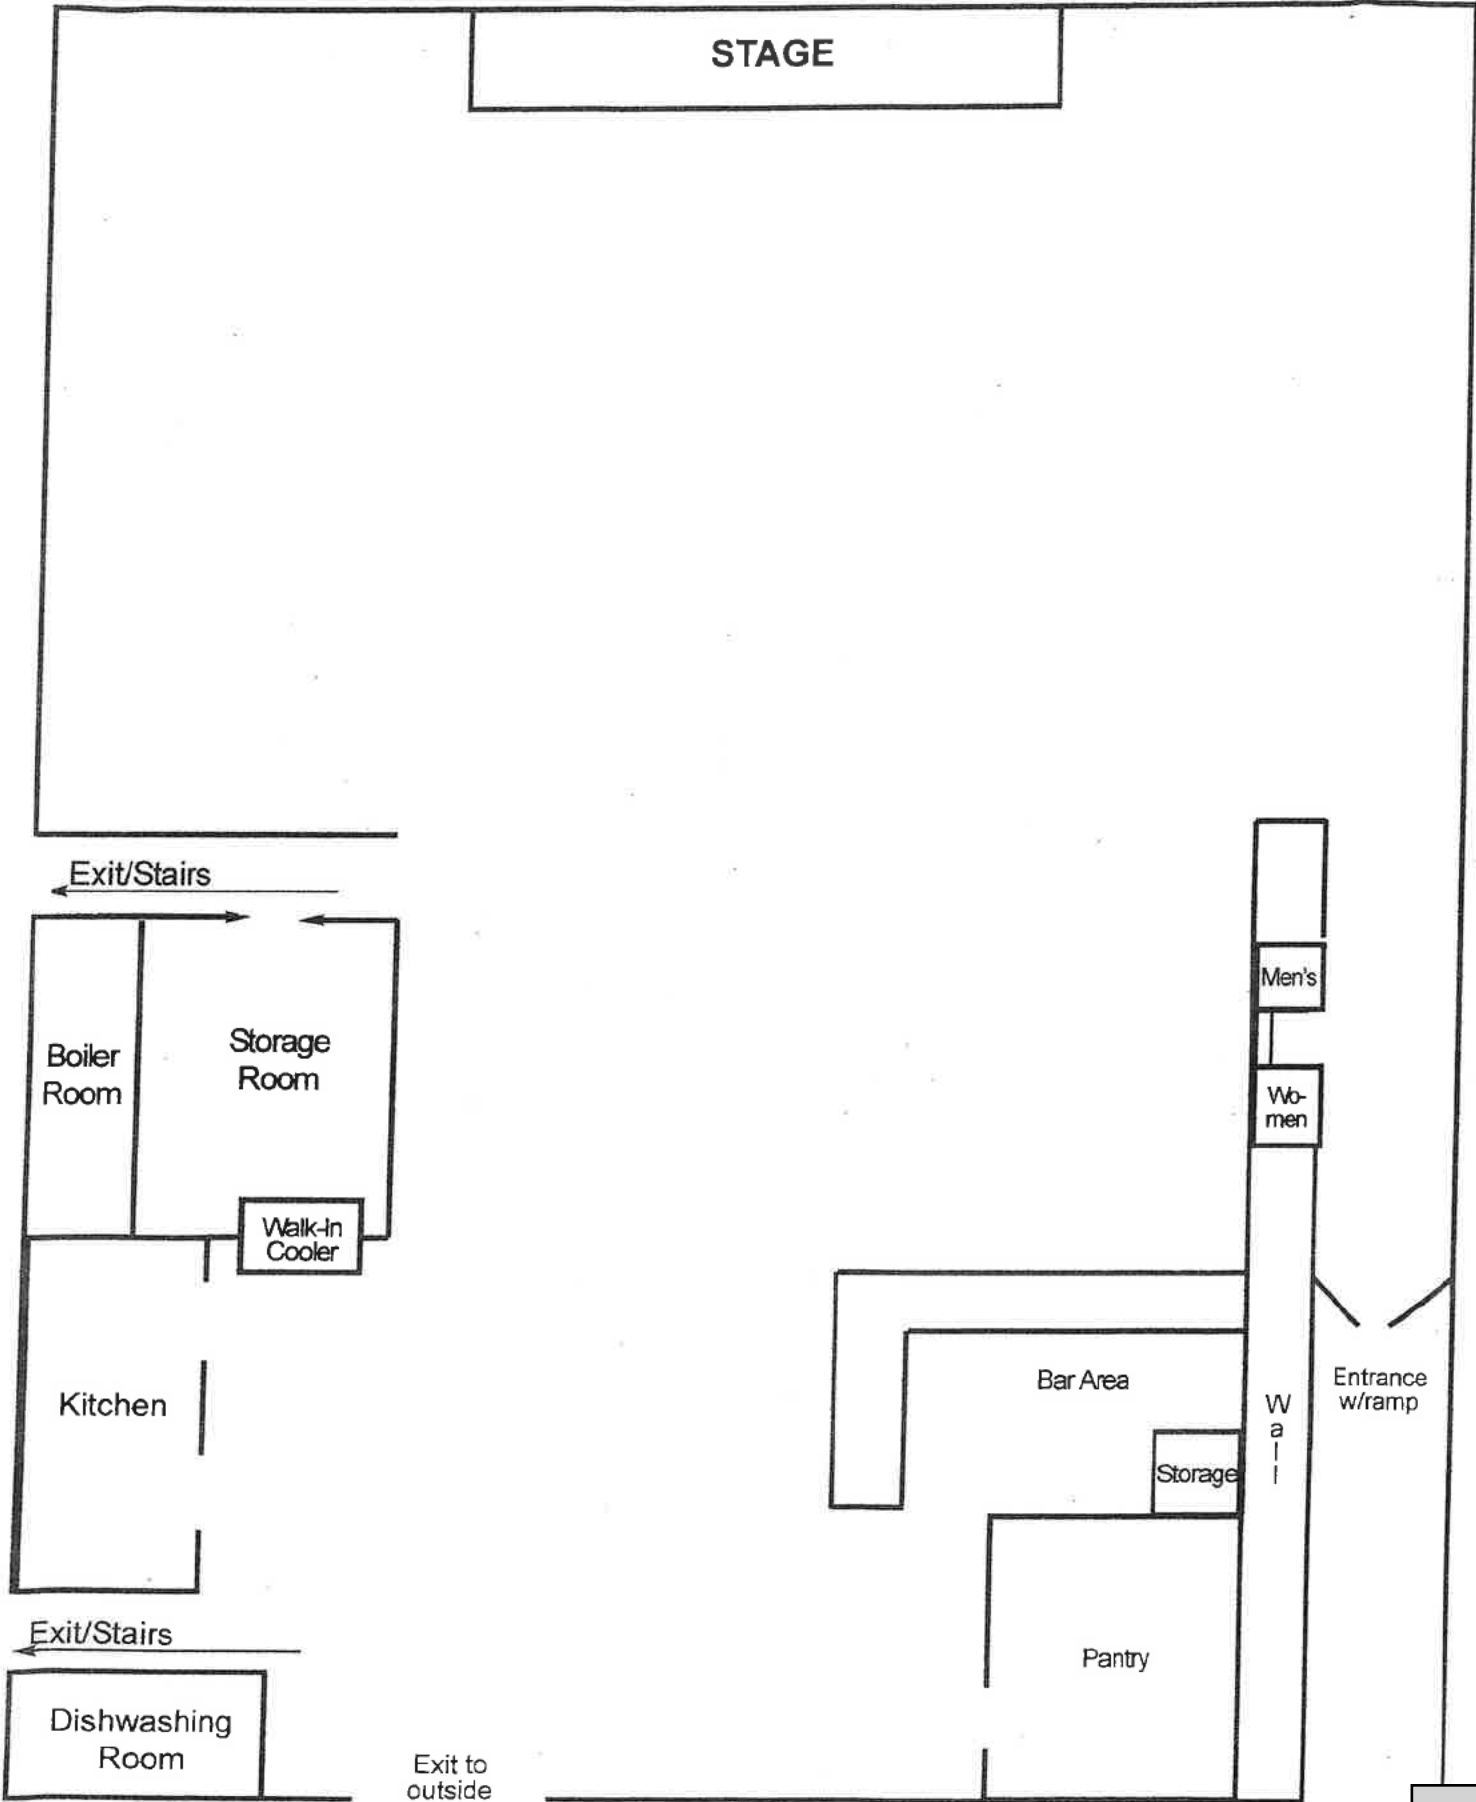 STAGE
Exit/Stairs
Boiler
Room
Storage
Room
Men's
Wo-
men
Walk-In
Cooler
Kitchen
Bar Area
Storage
Wall
Entrance
w/ramp
Exit/Stairs
Pantry
Dishwashing
Room
Exit to
outside